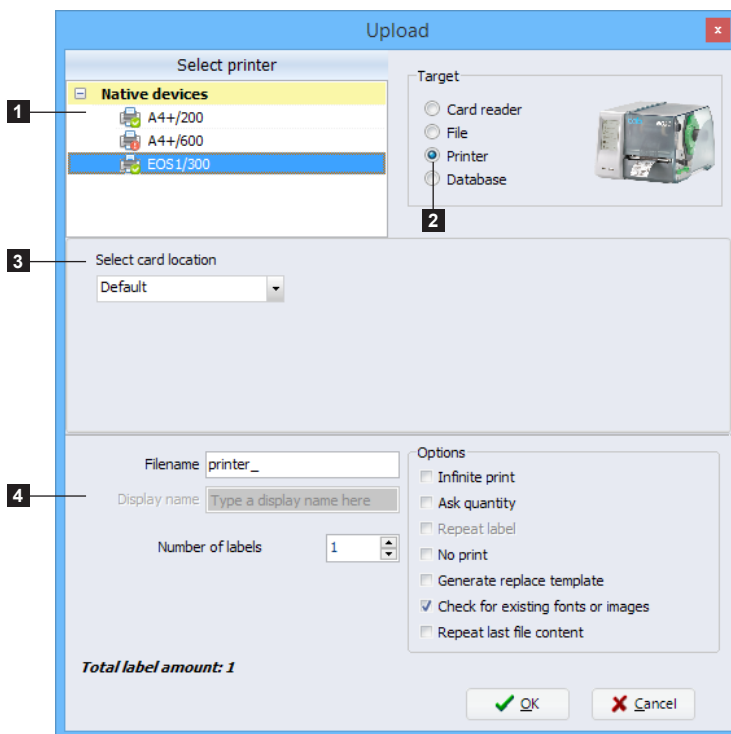 Upload
x
Select printer
Native devices
1
A4+/200
A4+/600
EOS1/300
Target
Card reader
File
Printer
Database
2
3
Select card location
Default
Filename printer_
4
Display name Type a display name here
Number of labels 1
Total label amount: 1
Options
Infinite print
Ask quantity
Repeat label
No print
Generate replace template
Check for existing fonts or images
Repeat last file content
OK
Cancel